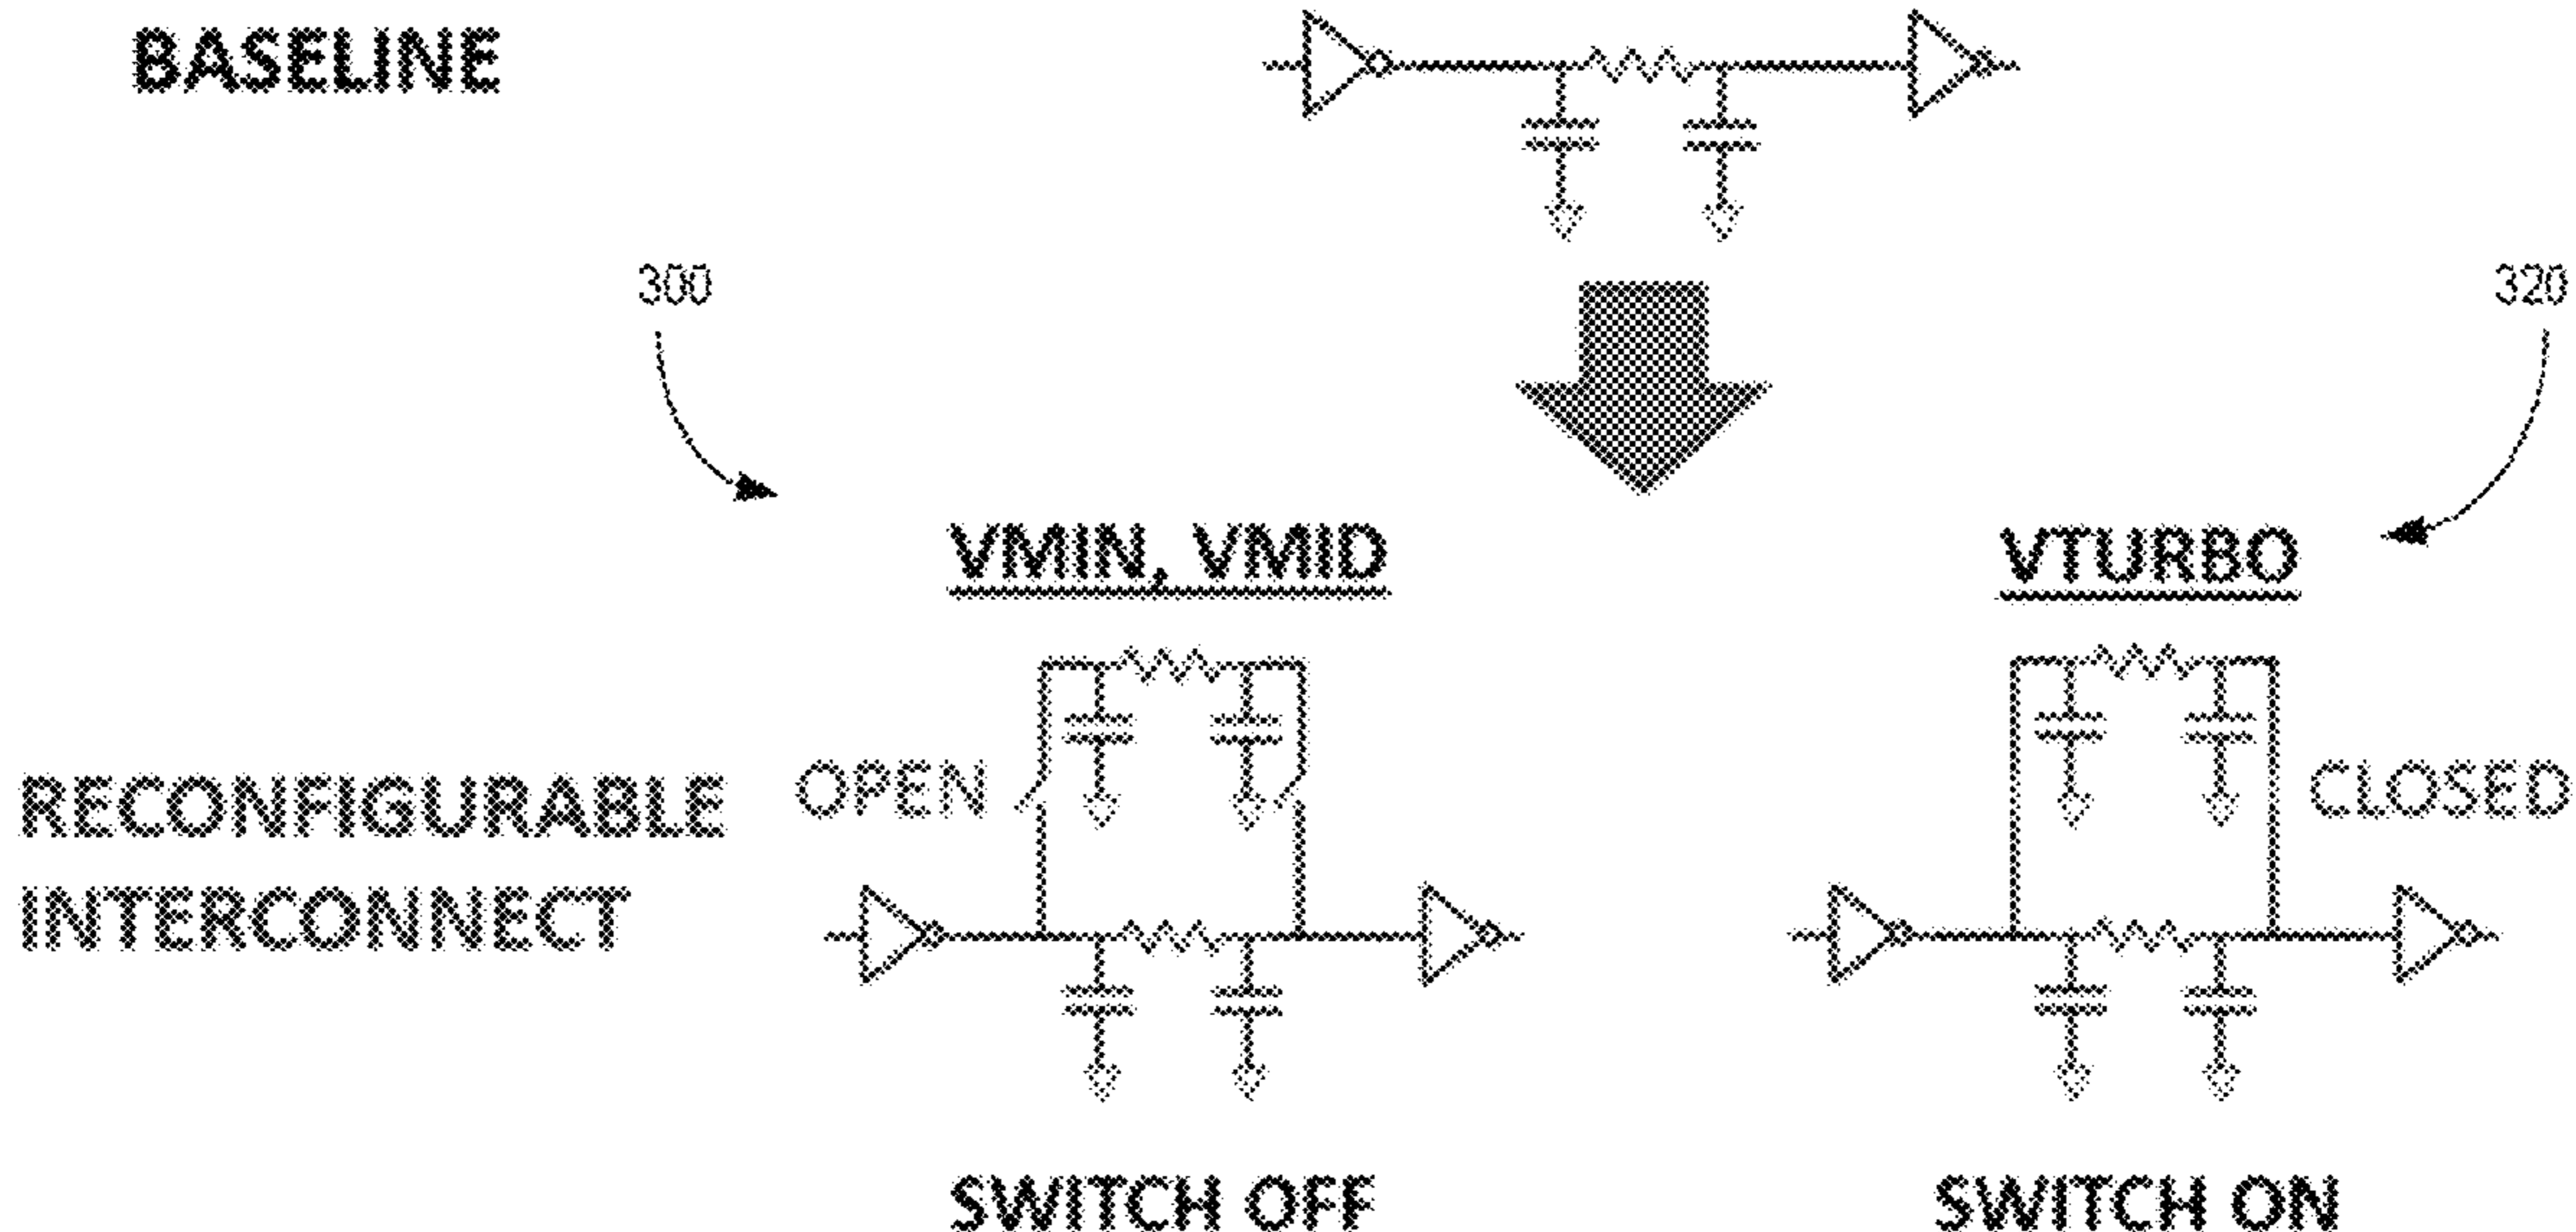 BASELINE
300
320
VMIN, VMID
VTURBO
RECONFIGURABLE
INTERCONNECT
OPEN
CLOSED
SWITCH OFF
SWITCH ON